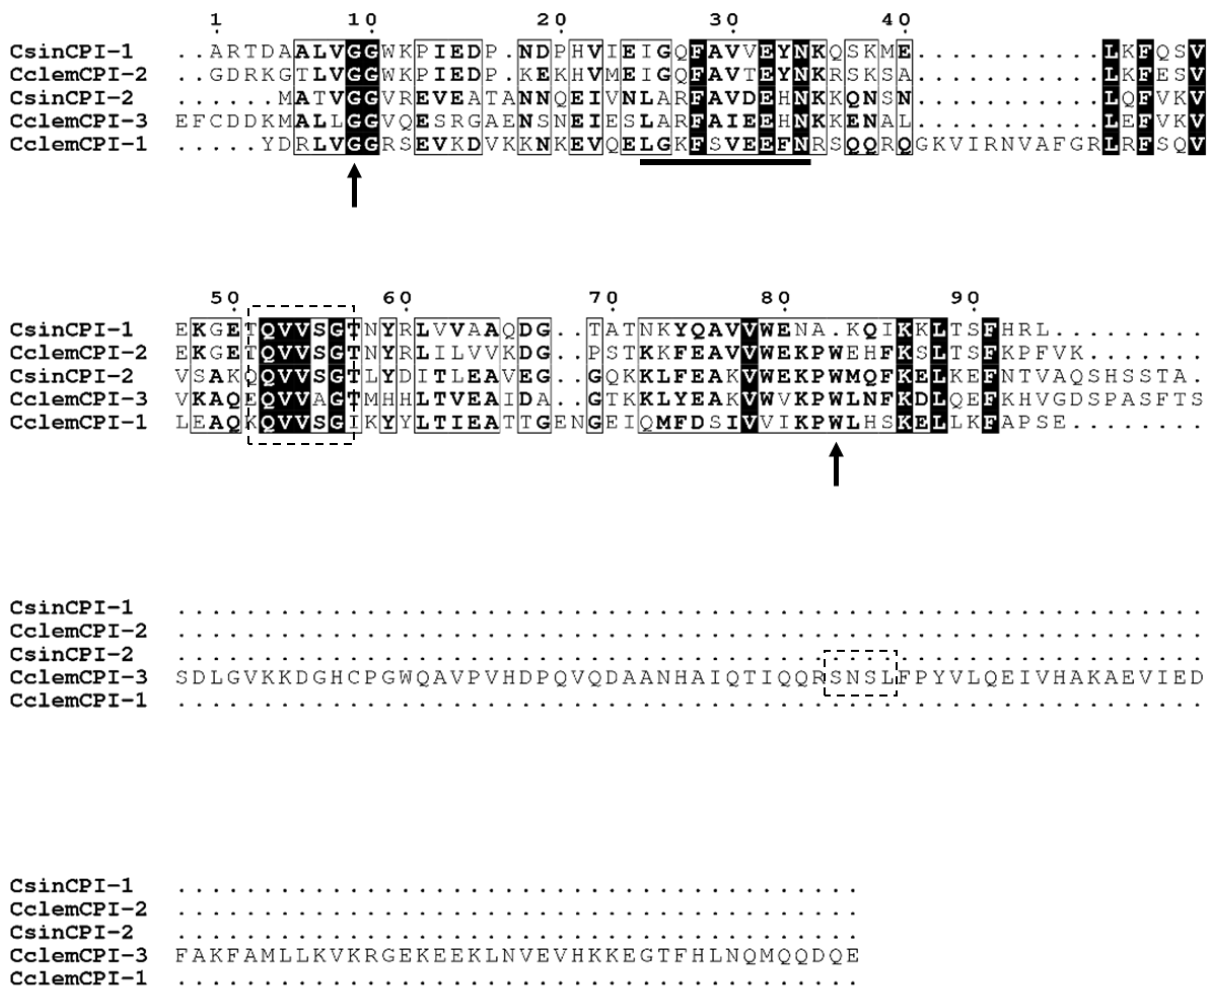 1 10 20 30 40
CsinCPI-1 ..ARTDAALVGGWKPIEDP.NDPHVIEIGQFAVVEYNKQSKME...........LKFQSV
CclemCPI-2 ..GDRKGTLVGGWKPIEDP.KEKHVMEIGQFAVTEYNKRSKSA...........LKFESV
CsinCPI-2 ......MATVGGVREVEATANNQEIVNLARFAVDEHNKKQNSN...........LQFVKV
CclemCPI-3 EFCDDKMALLGGVQESRGAENSNEIESLARFAIEEHNKKENAL...........LEFVKV
CclemCPI-1 .....YDRLVGGRSEVKDVKKNKEVQELGKFSVEEFNRSQQRQGKVIRNVAFGRLRFSQV
50 60 70 80 90
CsinCPI-1 EKGETQVVSGTNYRLVVAAQDG..TATNKYQAVVWENA.KQIKKLTSFHRL.........
CclemCPI-2 EKGETQVVSGTNYRLILVVKDG..PSTKKFEAVVWEKPWEHFKSLTSFKPFVK.......
CsinCPI-2 VSAKQQVVSGTLYDITLEAVEG..GQKKLFEAKVWEKPWMQFKELKEFNTVAQSHSSTA.
CclemCPI-3 VKAQEQVVAGTMHHLTVEAIDA..GTKKLYEAKVWVKPWLNFKDLQEFKHVGDSPASFTS
CclemCPI-1 LEAQKQVVSGIKYYLTIEATTGENGEIQMFDSIVVIKPWLHSKELLKFAPSE........
CsinCPI-1 ............................................................
CclemCPI-2 ............................................................
CsinCPI-2 ............................................................
CclemCPI-3 SDLGVKKDGHCPGWQAVPVHDPQVQDAANHAIQTIQQRSNSLFPYVLQEIVHAKAEVIED
CclemCPI-1 ............................................................
CsinCPI-1 ........................................
CclemCPI-2 ........................................
CsinCPI-2 ........................................
CclemCPI-3 FAKFAMLLKVKRGEKEEKLNVEVHKKEGTFHLNQMQQDQE
CclemCPI-1 ........................................